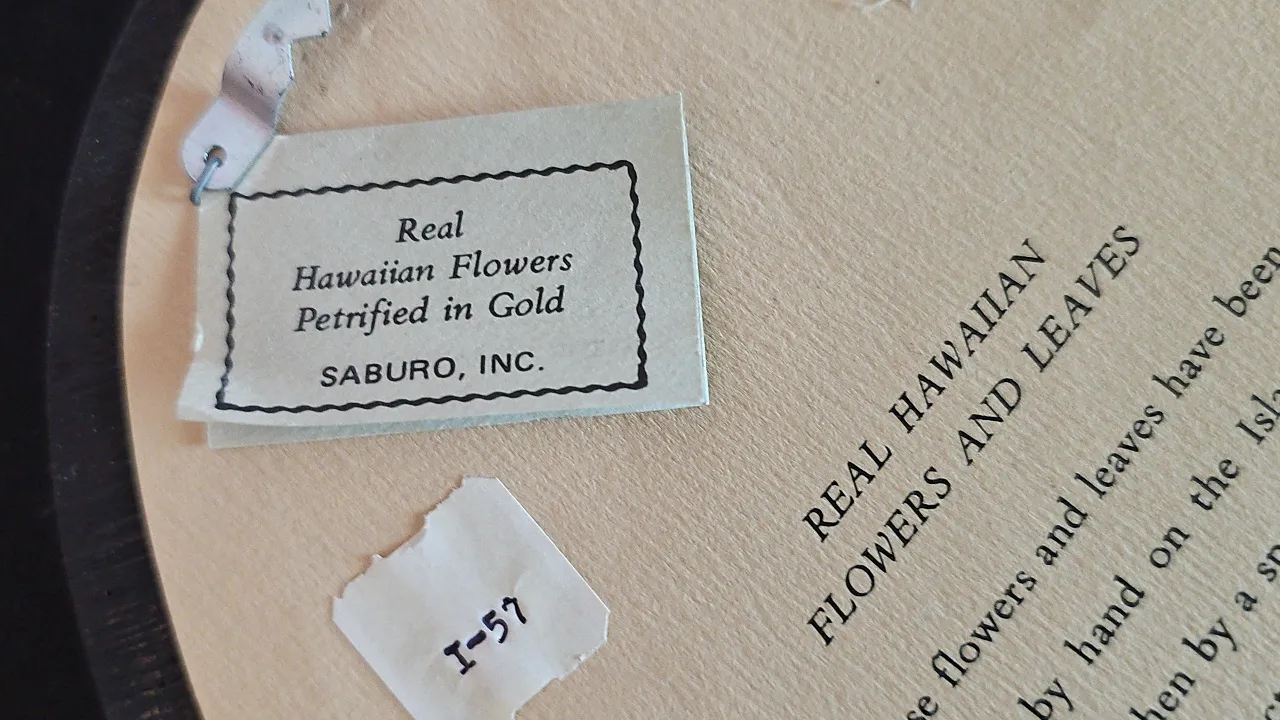 Real
Hawaiian Flowers
Petrified in Gold
SABURO, INC.
I-57
REAL HAWAIIAN
FLOWERS AND LEAVES
flowers and leaves have been
by hand on the
by a